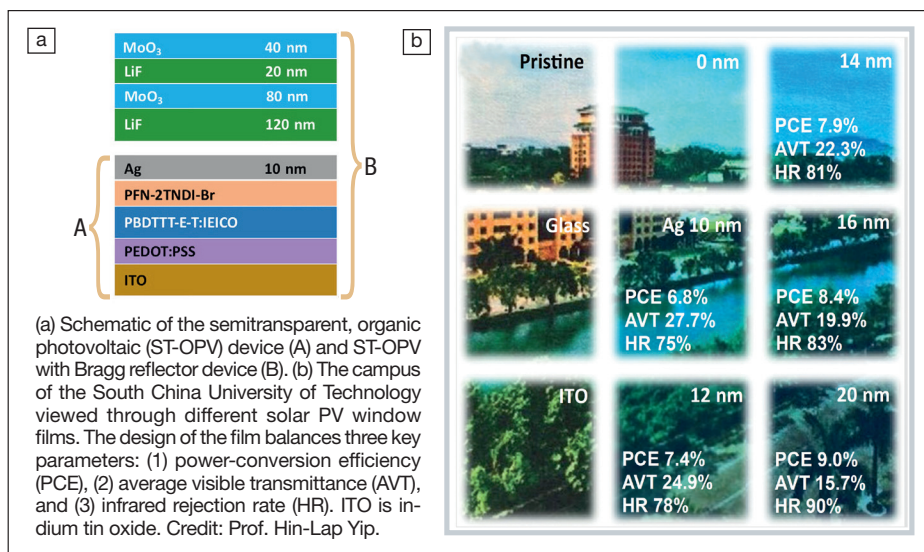 a
MoO₃ 40 nm
LiF 20 nm
MoO₃ 80 nm
LiF 120 nm
B
Ag 10 nm
PFN-2TNDI-Br
A
PBDTTT-E-T:IEICO
PEDOT:PSS
ITO
(a) Schematic of the semitransparent, organic
photovoltaic (ST-OPV) device (A) and ST-OPV
with Bragg reflector device (B). (b) The campus
of the South China University of Technology
viewed through different solar PV window
films. The design of the film balances three key
parameters: (1) power-conversion efficiency
(PCE), (2) average visible transmittance (AVT),
and (3) infrared rejection rate (HR). ITO is in-
dium tin oxide. Credit: Prof. Hin-Lap Yip.
b
Pristine
0 nm
14 nm
PCE 7.9%
AVT 22.3%
HR 81%
Glass
Ag 10 nm
PCE 6.8%
AVT 27.7%
HR 75%
16 nm
PCE 8.4%
AVT 19.9%
HR 83%
ITO
12 nm
PCE 7.4%
AVT 24.9%
HR 78%
20 nm
PCE 9.0%
AVT 15.7%
HR 90%